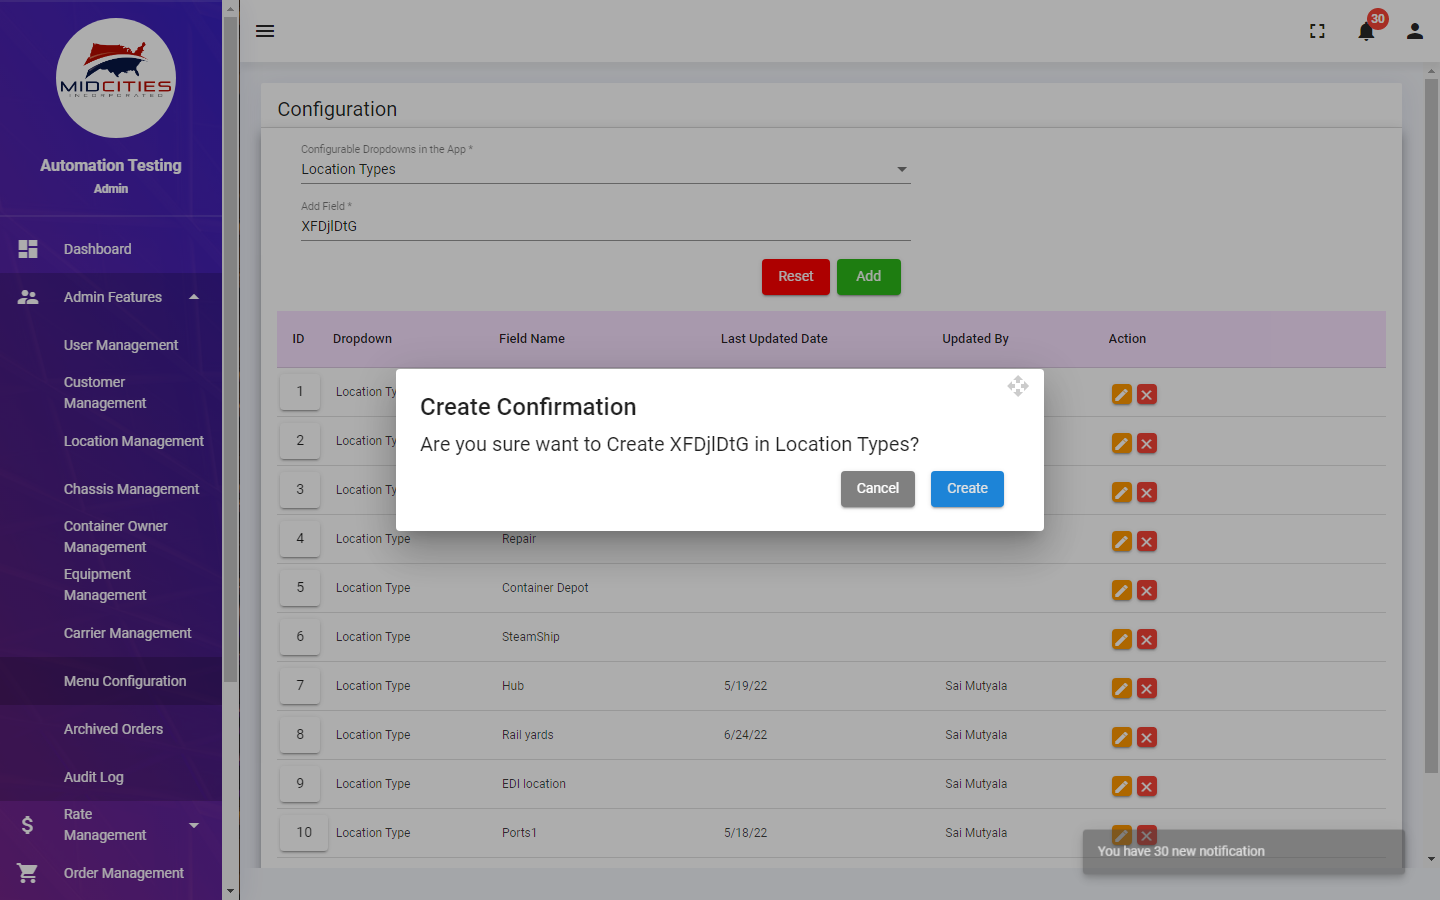 MIDCITIES
INCORPORATED
Automation Testing
Admin
Dashboard
Admin Features
User Management
Customer
Management
Location Management
Chassis Management
Container Owner
Management
Equipment
Management
Carrier Management
Menu Configuration
Archived Orders
Audit Log
Rate
Management
Order Management
30
Configuration
Configurable Dropdowns in the App *
Location Types
Add Field *
XFDjlDtG
Reset Add
ID Dropdown Field Name Last Updated Date Updated By Action
1 Location Ty
2 Location Ty
3 Location Ty
4 Location Type Repair
5 Location Type Container Depot
6 Location Type SteamShip
7 Location Type Hub 5/19/22 Sai Mutyala
8 Location Type Rail yards 6/24/22 Sai Mutyala
9 Location Type EDI location Sai Mutyala
10 Location Type Ports1 5/18/22 Sai Mutyala
Create Confirmation
Are you sure want to Create XFDjlDtG in Location Types?
Cancel Create
You have 30 new notification